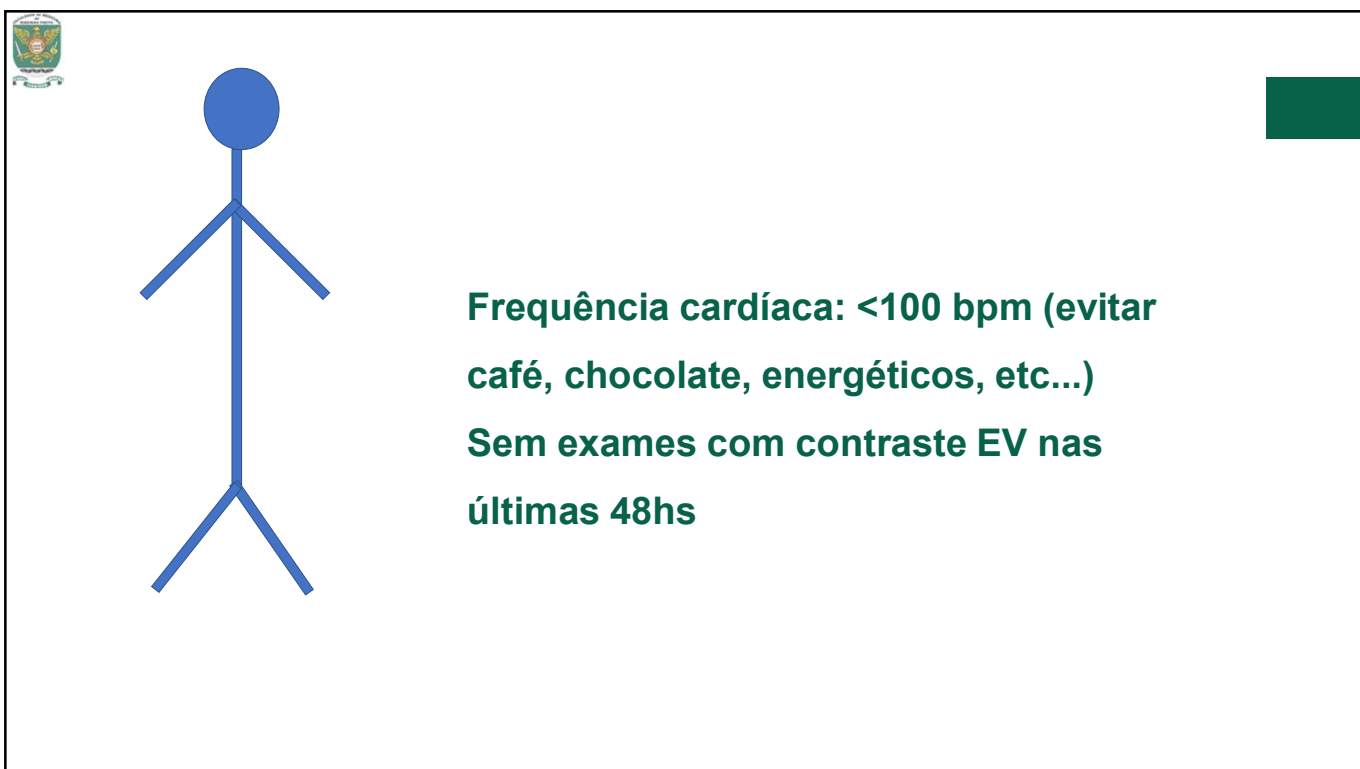 Frequência cardíaca: <100 bpm (evitar
café, chocolate, energéticos, etc...)
Sem exames com contraste EV nas
últimas 48hs